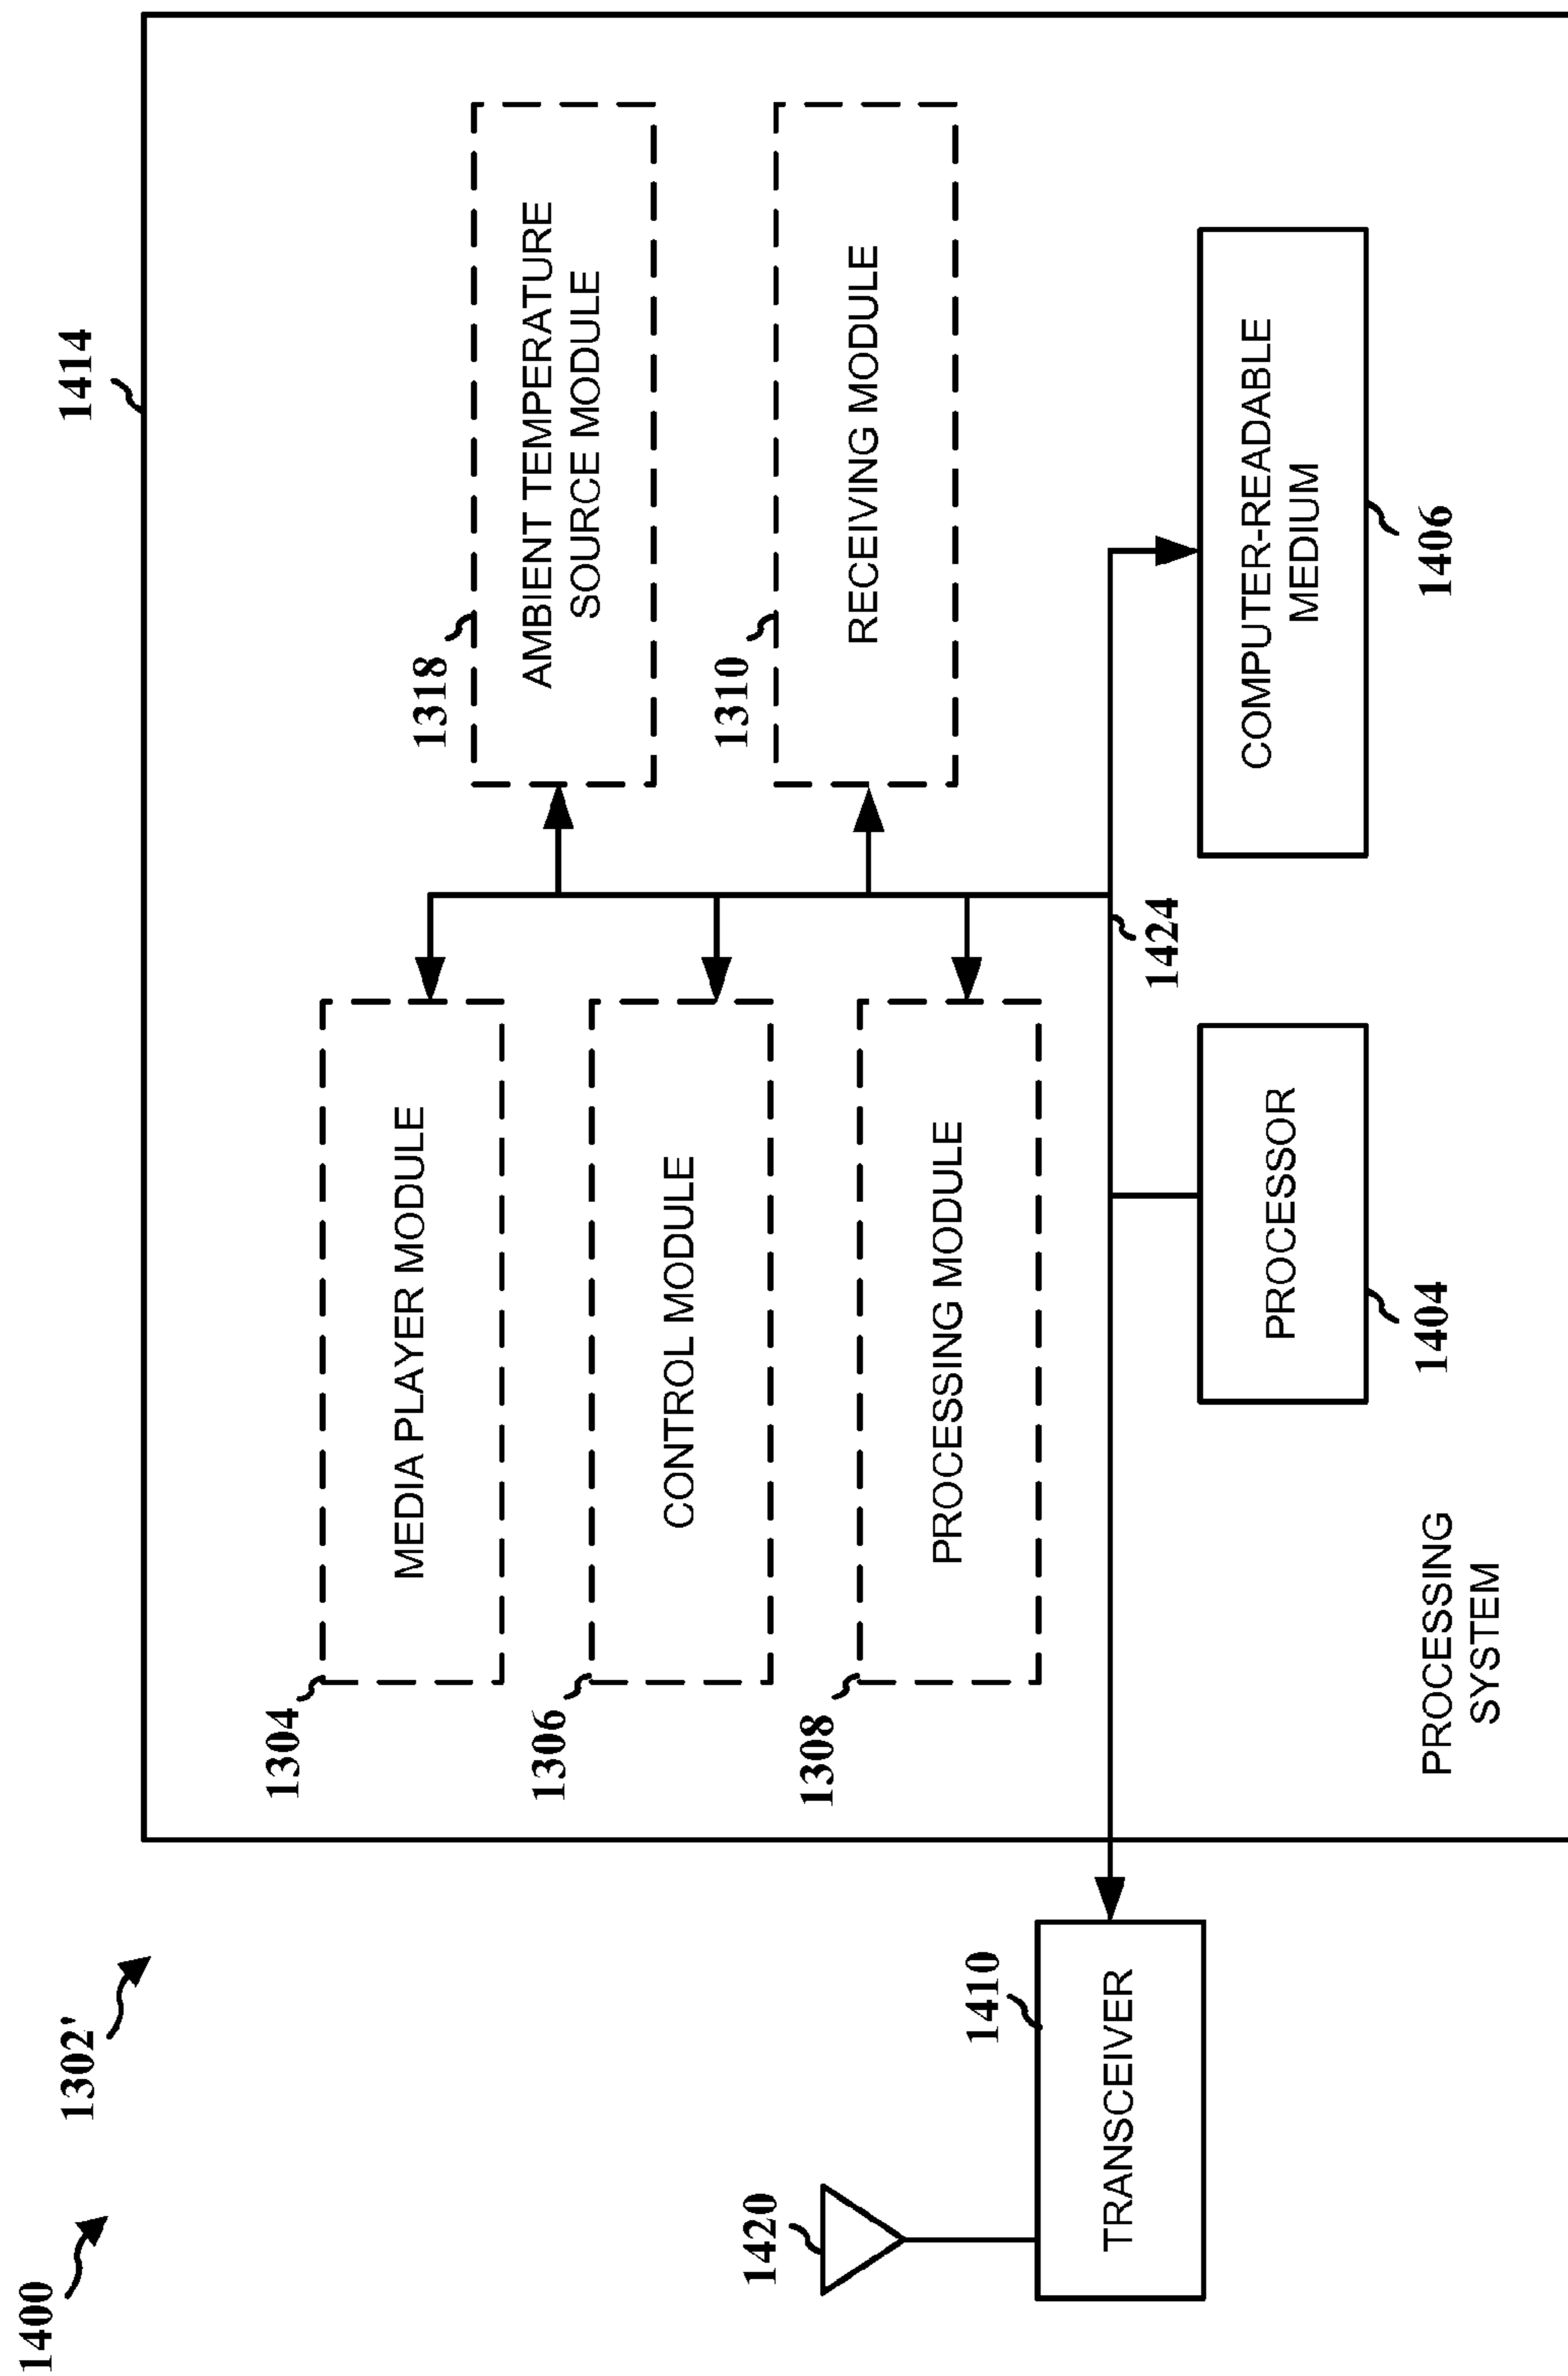 1400
1302'
1414
1304
MEDIA PLAYER MODULE
1318
AMBIENT TEMPERATURE
SOURCE MODULE
1306
CONTROL MODULE
1310
RECEIVING MODULE
1308
PROCESSING MODULE
1420
1410
TRANSCEIVER
1424
PROCESSOR
1404
COMPUTER-READABLE
MEDIUM
1406
PROCESSING
SYSTEM